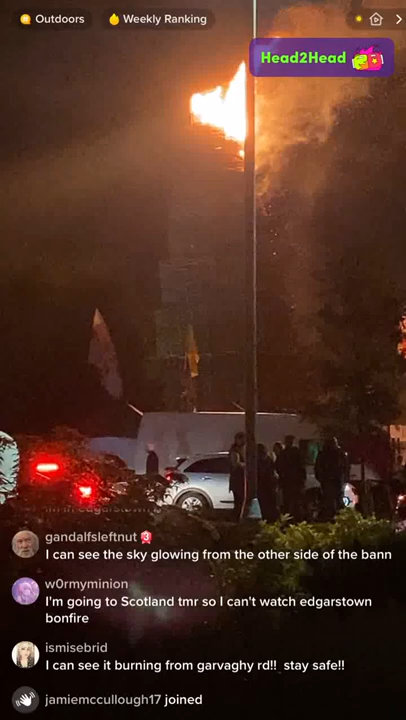 Outdoors
Weekly Ranking
Head2Head
gandalfsleftnut
I can see the sky glowing from the other side of the bann
w0rmyminion
I'm going to Scotland tmr so I can't watch edgarstown
bonfire
ismisebrid
I can see it burning from garvaghy rd!! stay safe!!
jamiemccullough17 joined